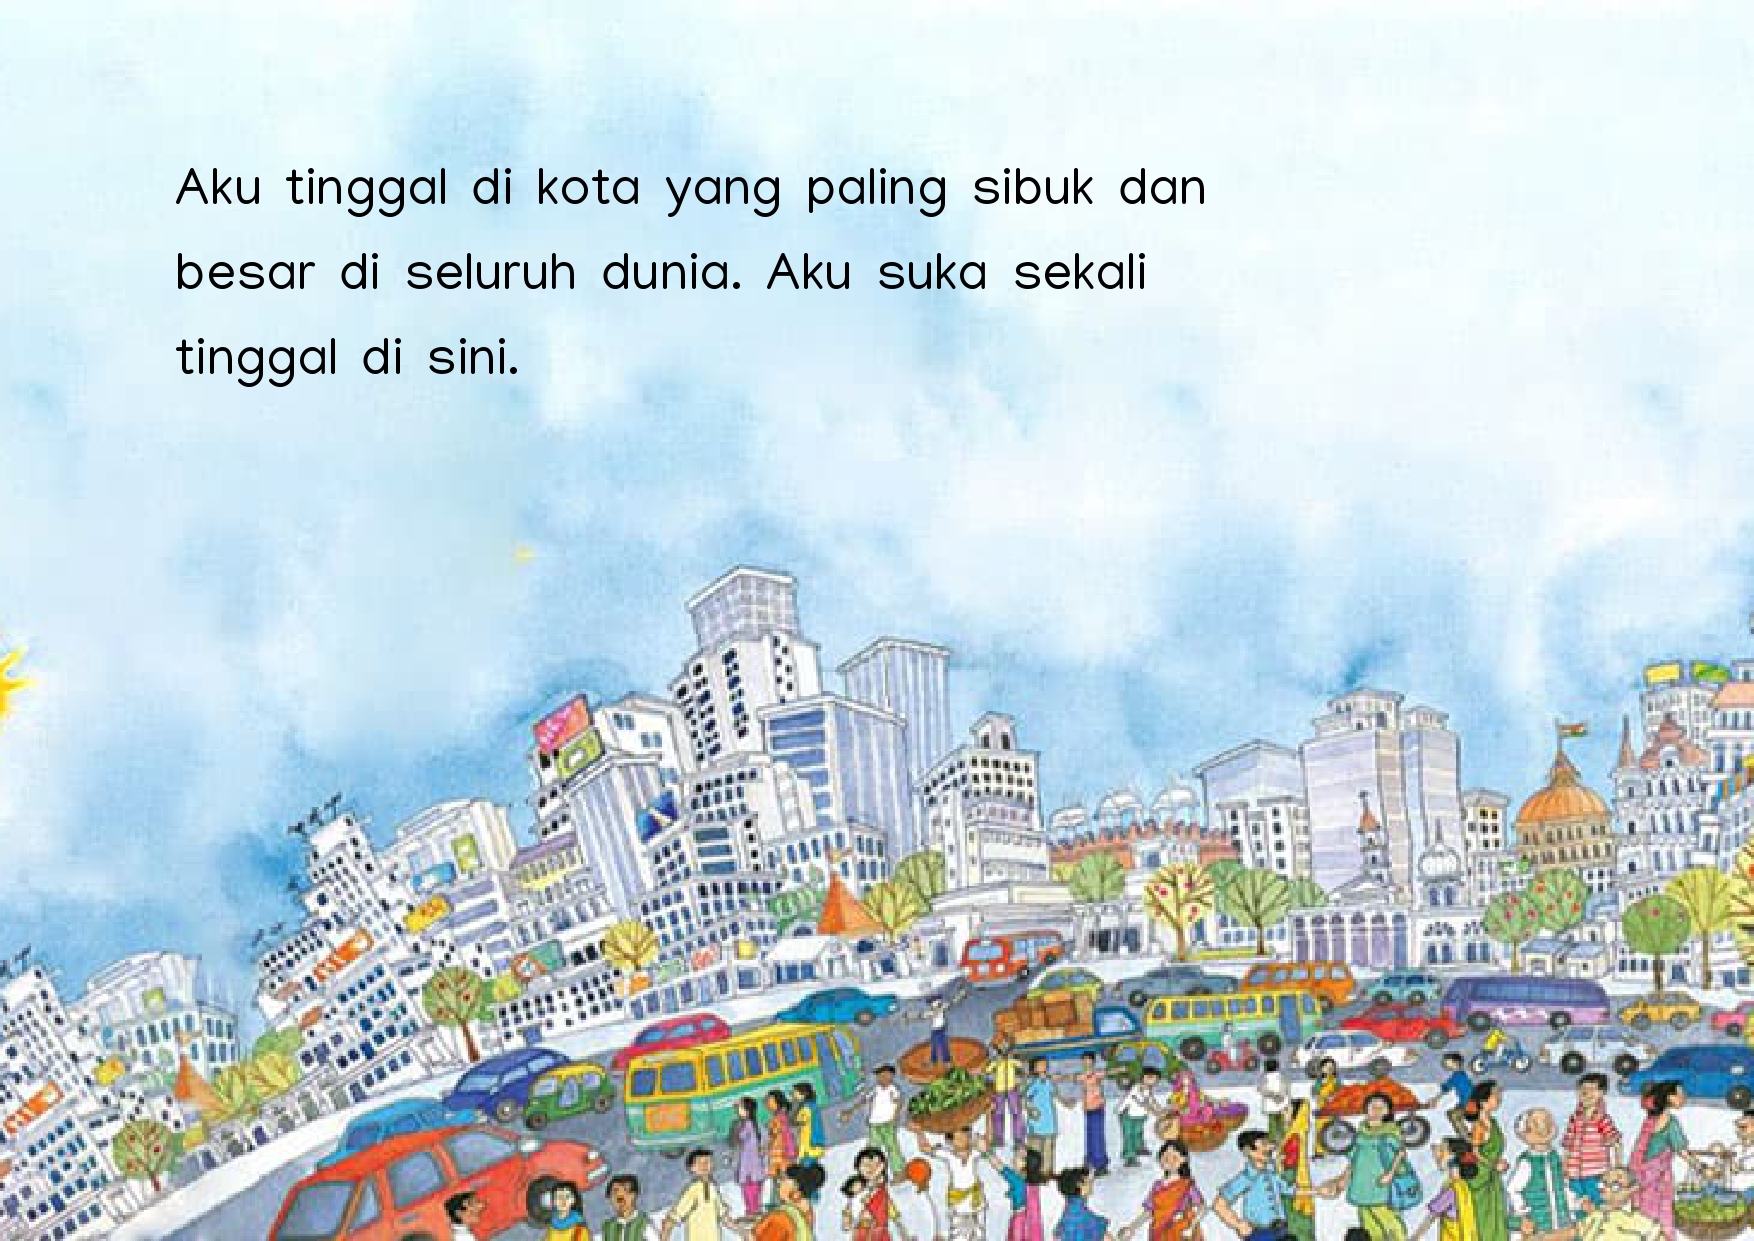 Aku tinggal di kota yang paling sibuk dan
besar di seluruh dunia. Aku suka sekali
tinggal di sini.